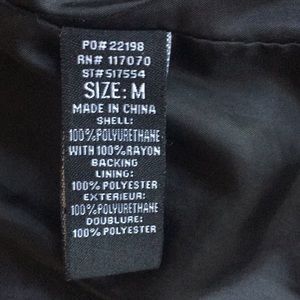 PO# 22198
RN# 117070
ST# S17554
SIZE: M
MADE IN CHINA
SHELL:
100% POLYURETHANE
WITH 100% RAYON
BACKING
LINING:
100% POLYESTER
EXTERIEUR:
100% POLYURETHANE
DOUBLURE:
100% POLYESTER